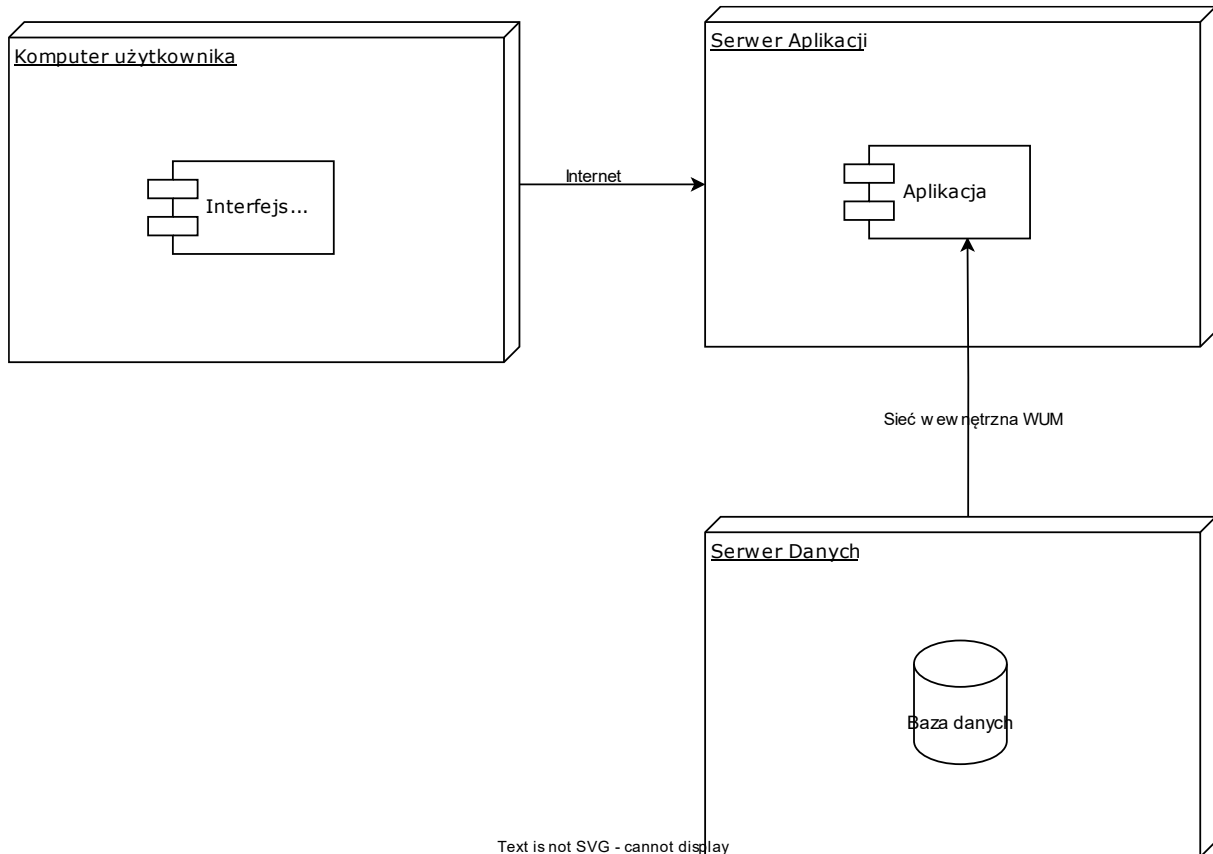 Komputer użytkownika
Serwer Aplikacji
Interfejs...
Internet
Aplikacja
Sieć wewnętrzna WUM
Serwer Danych
Baza danych
Text is not SVG - cannot display